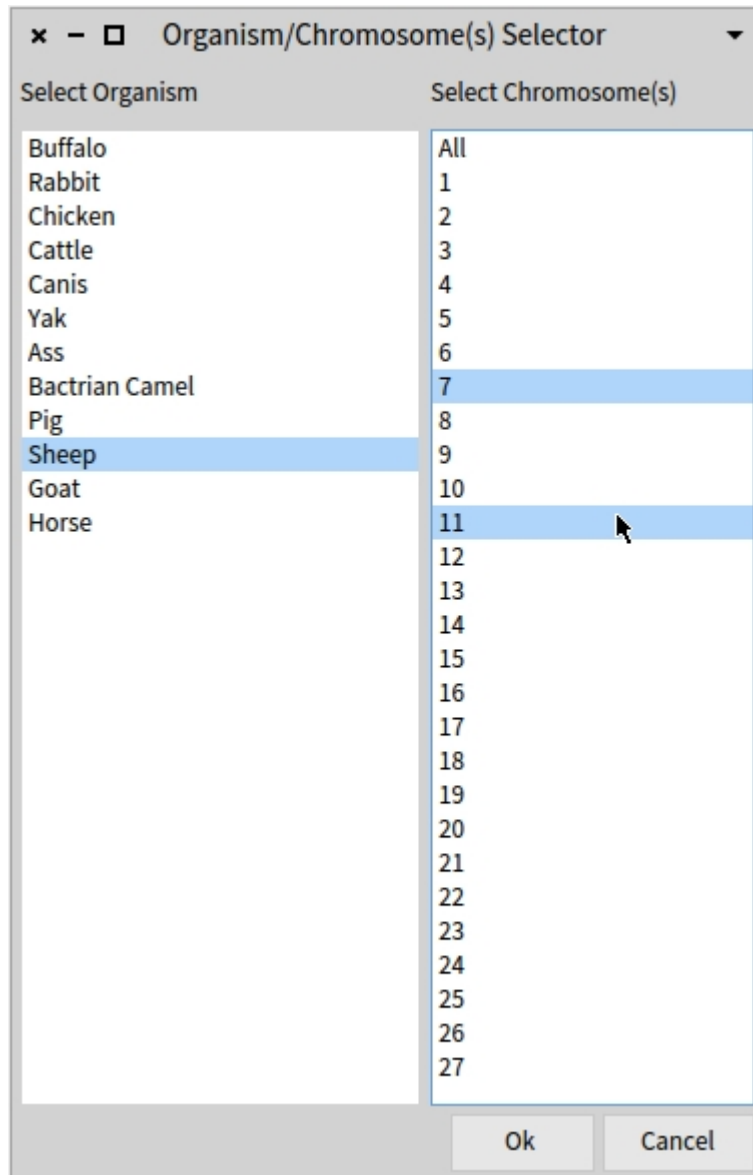 Organism/Chromosome(s) Selector
Select Organism
Buffalo
Rabbit
Chicken
Cattle
Canis
Yak
Ass
Bactrian Camel
Pig
Sheep
Goat
Horse
Select Chromosome(s)
All
1
2
3
4
5
6
7
8
9
10
11
12
13
14
15
16
17
18
19
20
21
22
23
24
25
26
27
Ok
Cancel